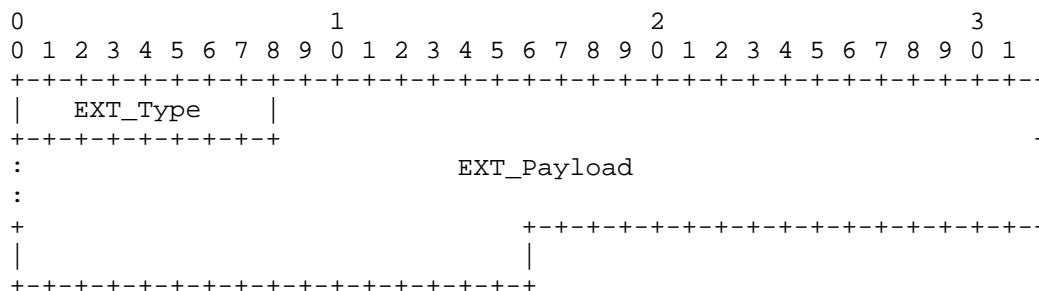 0                   1                   2                   3
0 1 2 3 4 5 6 7 8 9 0 1 2 3 4 5 6 7 8 9 0 1 2 3 4 5 6 7 8 9 0 1
+-+-+-+-+-+-+-+-+-+-+-+-+-+-+-+-+-+-+-+-+-+-+-+-+-+-+-+-+-+-+-+-+-
|   EXT_Type    |
+-+-+-+-+-+-+-+-+                                               +
:                           EXT_Payload
:
+                               +-+-+-+-+-+-+-+-+-+-+-+-+-+-+-+-+-
|                               |
+-+-+-+-+-+-+-+-+-+-+-+-+-+-+-+-+